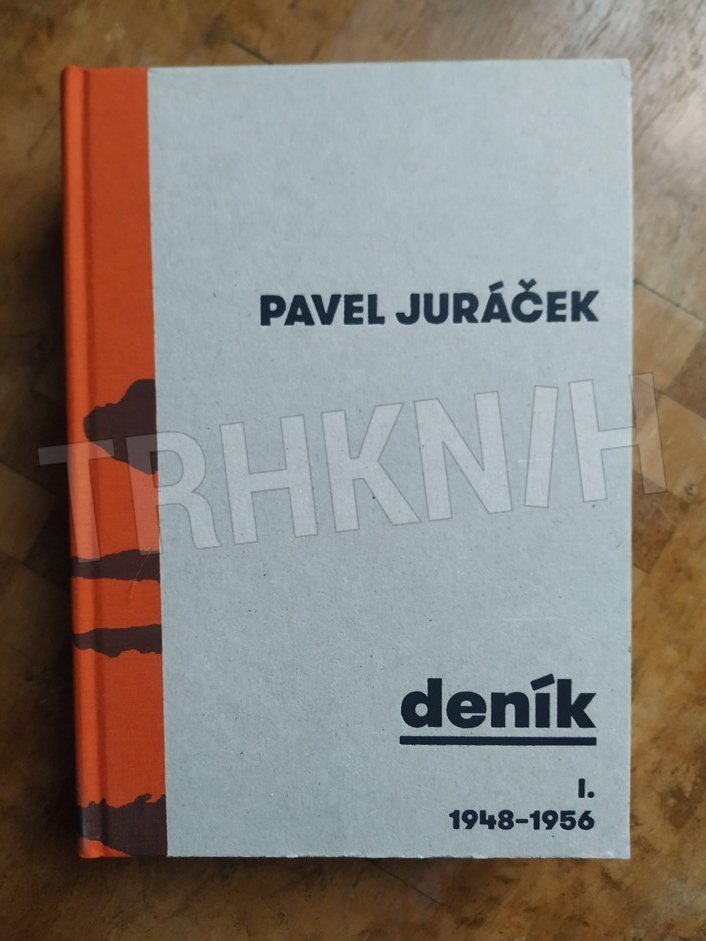 PAVEL JURÁČEK
TRHKNIH
deník
I.
1948–1956